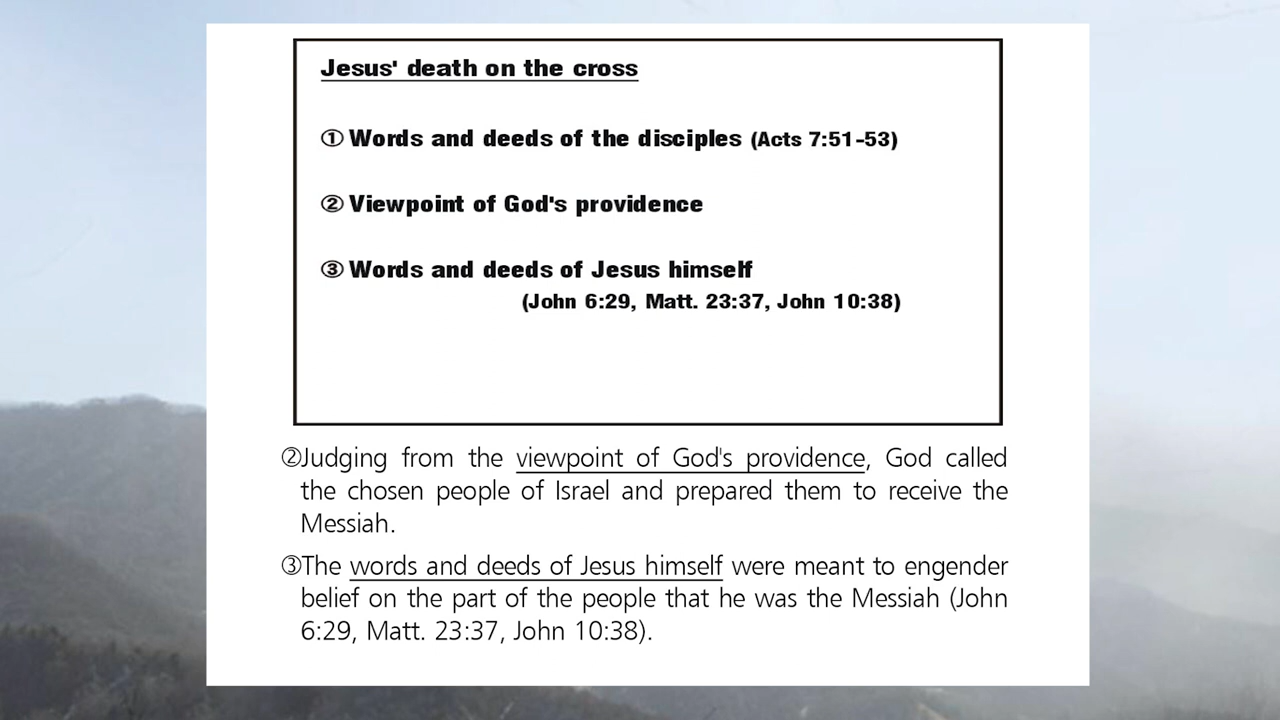 Jesus' death on the cross
① Words and deeds of the disciples (Acts 7:51-53)
② Viewpoint of God's providence
③ Words and deeds of Jesus himself
(John 6:29, Matt. 23:37, John 10:38)
②Judging from the viewpoint of God's providence, God called
the chosen people of Israel and prepared them to receive the
Messiah.
③The words and deeds of Jesus himself were meant to engender
belief on the part of the people that he was the Messiah (John
6:29, Matt. 23:37, John 10:38).